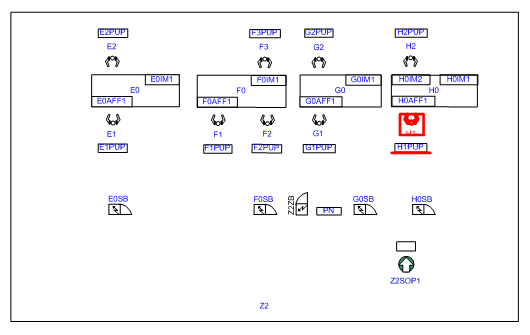 E2PUP F3PUP G2PUP H2PUP
E2 F3 G2 H2
E0IM1 F0IM1 G0IM1 H0IM2 H0IM1
E0 F0 G0 H0
E0AFF1 F0AFF1 G0AFF1 H0AFF1
E1 F1 F2 G1 H1
E1PUP F1PUP F2PUP G1PUP H1PUP
E0SB F0SB Z2ZB G0SB H0SB
PN
Z2SOP1
Z2